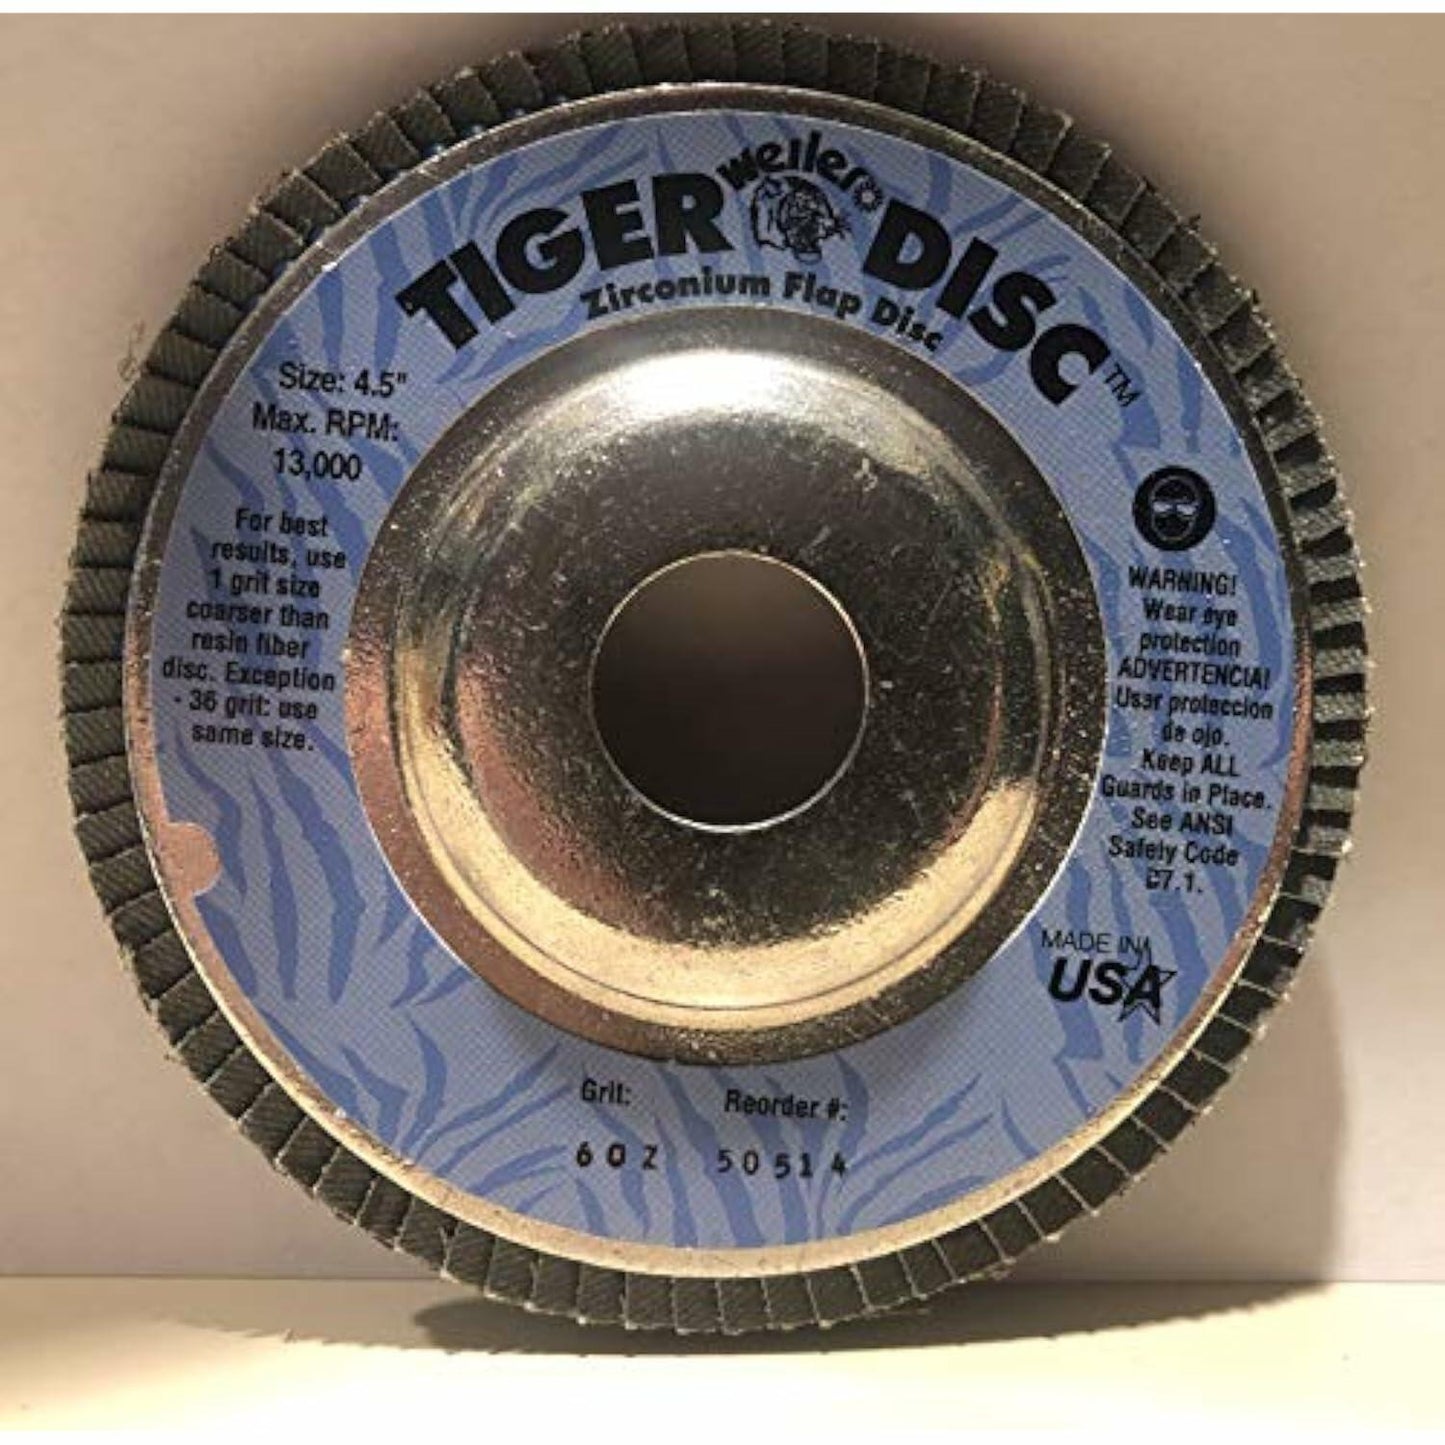 weiler
TIGER DISC™
Zirconium Flap Disc
Size: 4.5"
Max. RPM:
13,000
For best
results, use
1 grit size
coarser than
resin fiber
disc. Exception
- 36 grit: use
same size.
WARNING!
Wear eye
protection
ADVERTENCIA!
Usar proteccion
de ojo.
Keep ALL
Guards in Place.
See ANSI
Safety Code
B7.1.
MADE IN
USA
Grit: Reorder #:
60Z 50514